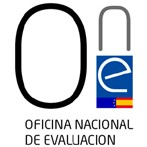 e
OFICINA NACIONAL
DE EVALUACION